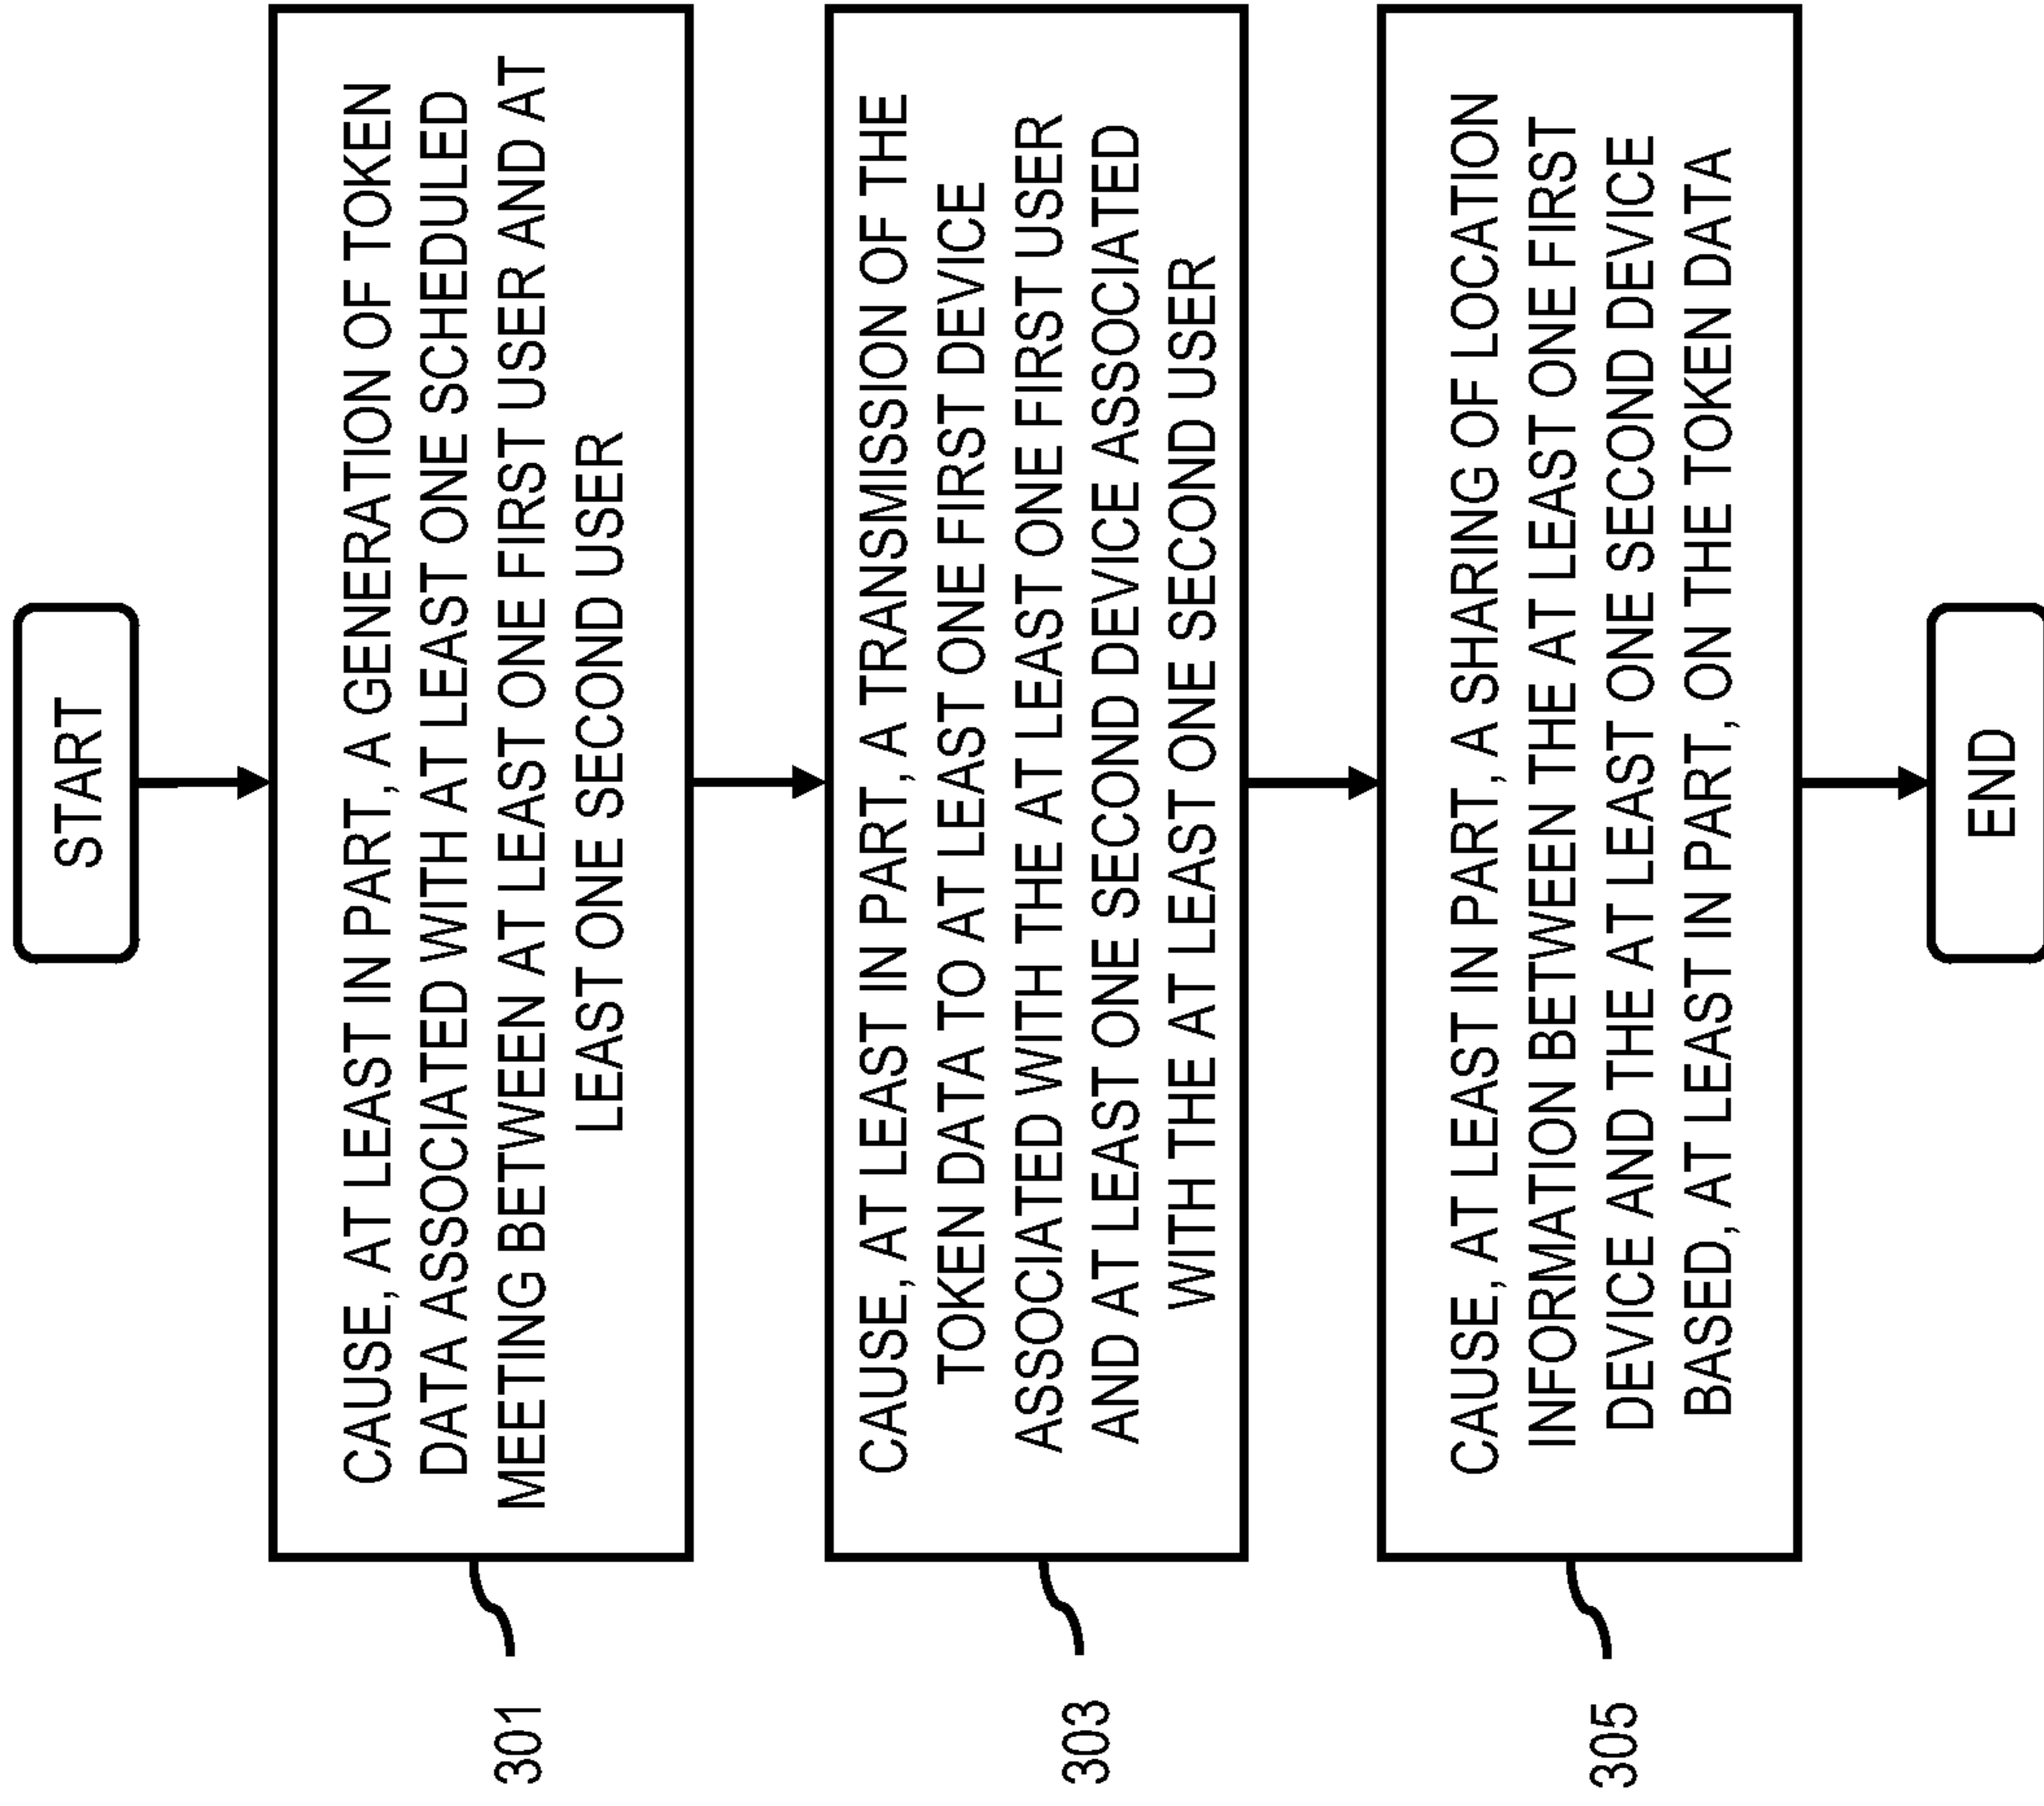 START
CAUSE, AT LEAST IN PART, A GENERATION OF TOKEN
DATA ASSOCIATED WITH AT LEAST ONE SCHEDULED
MEETING BETWEEN AT LEAST ONE FIRST USER AND AT
LEAST ONE SECOND USER
301
CAUSE, AT LEAST IN PART, A TRANSMISSION OF THE
TOKEN DATA TO AT LEAST ONE FIRST DEVICE
ASSOCIATED WITH THE AT LEAST ONE FIRST USER
AND AT LEAST ONE SECOND DEVICE ASSOCIATED
WITH THE AT LEAST ONE SECOND USER
303
CAUSE, AT LEAST IN PART, A SHARING OF LOCATION
INFORMATION BETWEEN THE AT LEAST ONE FIRST
DEVICE AND THE AT LEAST ONE SECOND DEVICE
BASED, AT LEAST IN PART, ON THE TOKEN DATA
305
END